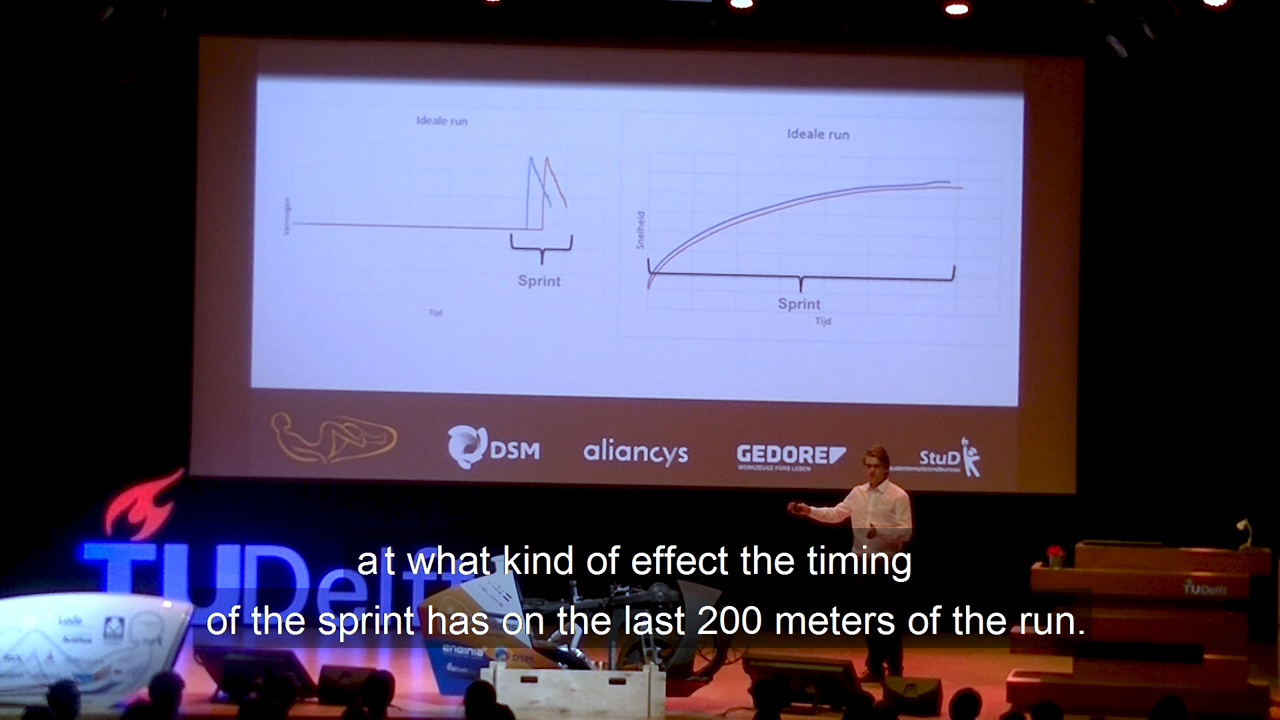 Ideale run
Vermogen
Sprint
Tijd
Ideale run
Snelheid
Sprint
Tijd
DSM
aliancys
GEDORE
WERKZEUGE FÜRS LEBEN
StuD
studentenuitzendbureau
TUDelft
TUDelft
DSM
at what kind of effect the timing
of the sprint has on the last 200 meters of the run.